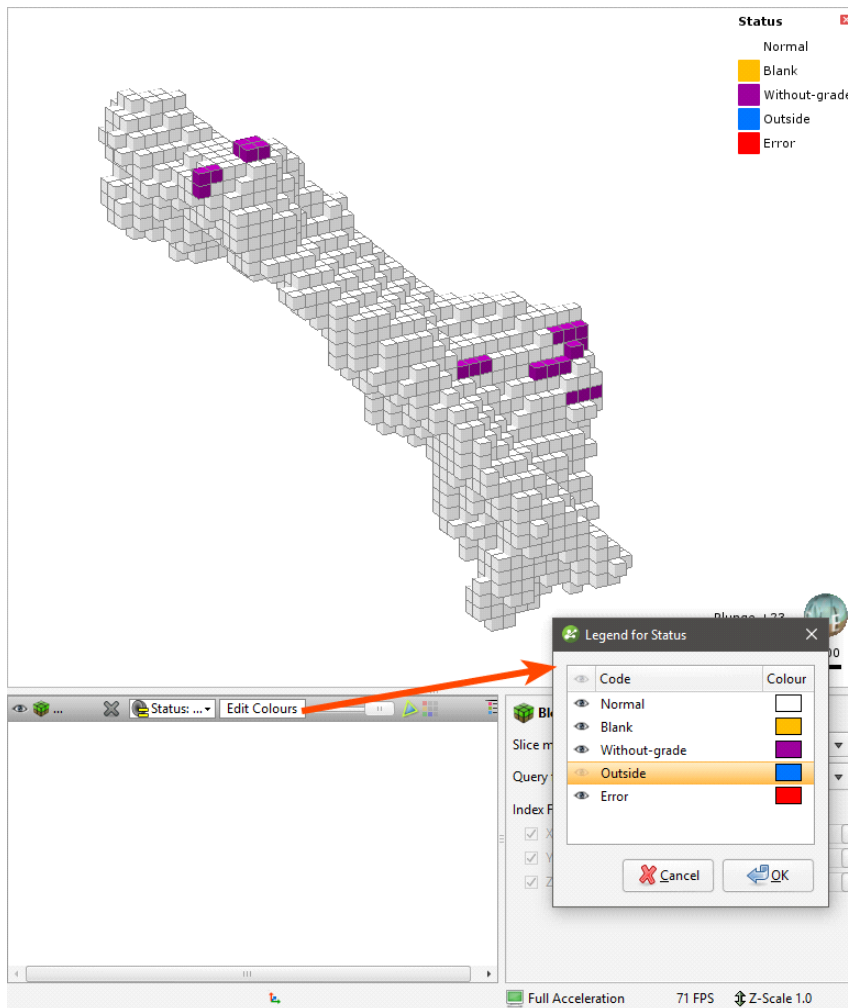 Status
Normal
Blank
Without-grade
Outside
Error
Legend for Status
Code Colour
Normal
Blank
Without-grade
Outside
Error
Cancel OK
... Status: ... Edit Colours
Slice
Query
Index
X
Y
Z
Full Acceleration 71 FPS Z-Scale 1.0